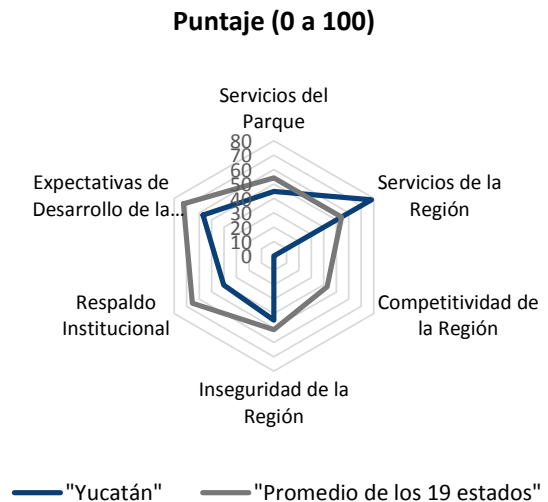 Puntaje (0 a 100)
Servicios del
Parque
80
70
60
50
40
30
20
10
0
Servicios de la
Región
Competitividad de
la Región
Inseguridad de la
Región
Respaldo
Institucional
Expectativas de
Desarrollo de la...
"Yucatán"
"Promedio de los 19 estados"